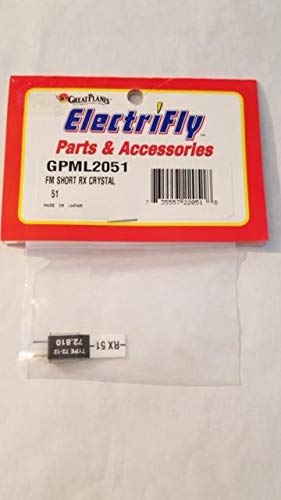 GREAT PLANES®
ElectriFly™
Parts & Accessories
GPML2051
FM SHORT RX CRYSTAL
51
MADE IN JAPAN
7 35557 22051 8
TYPE 72-12
72.810
-RX 51-